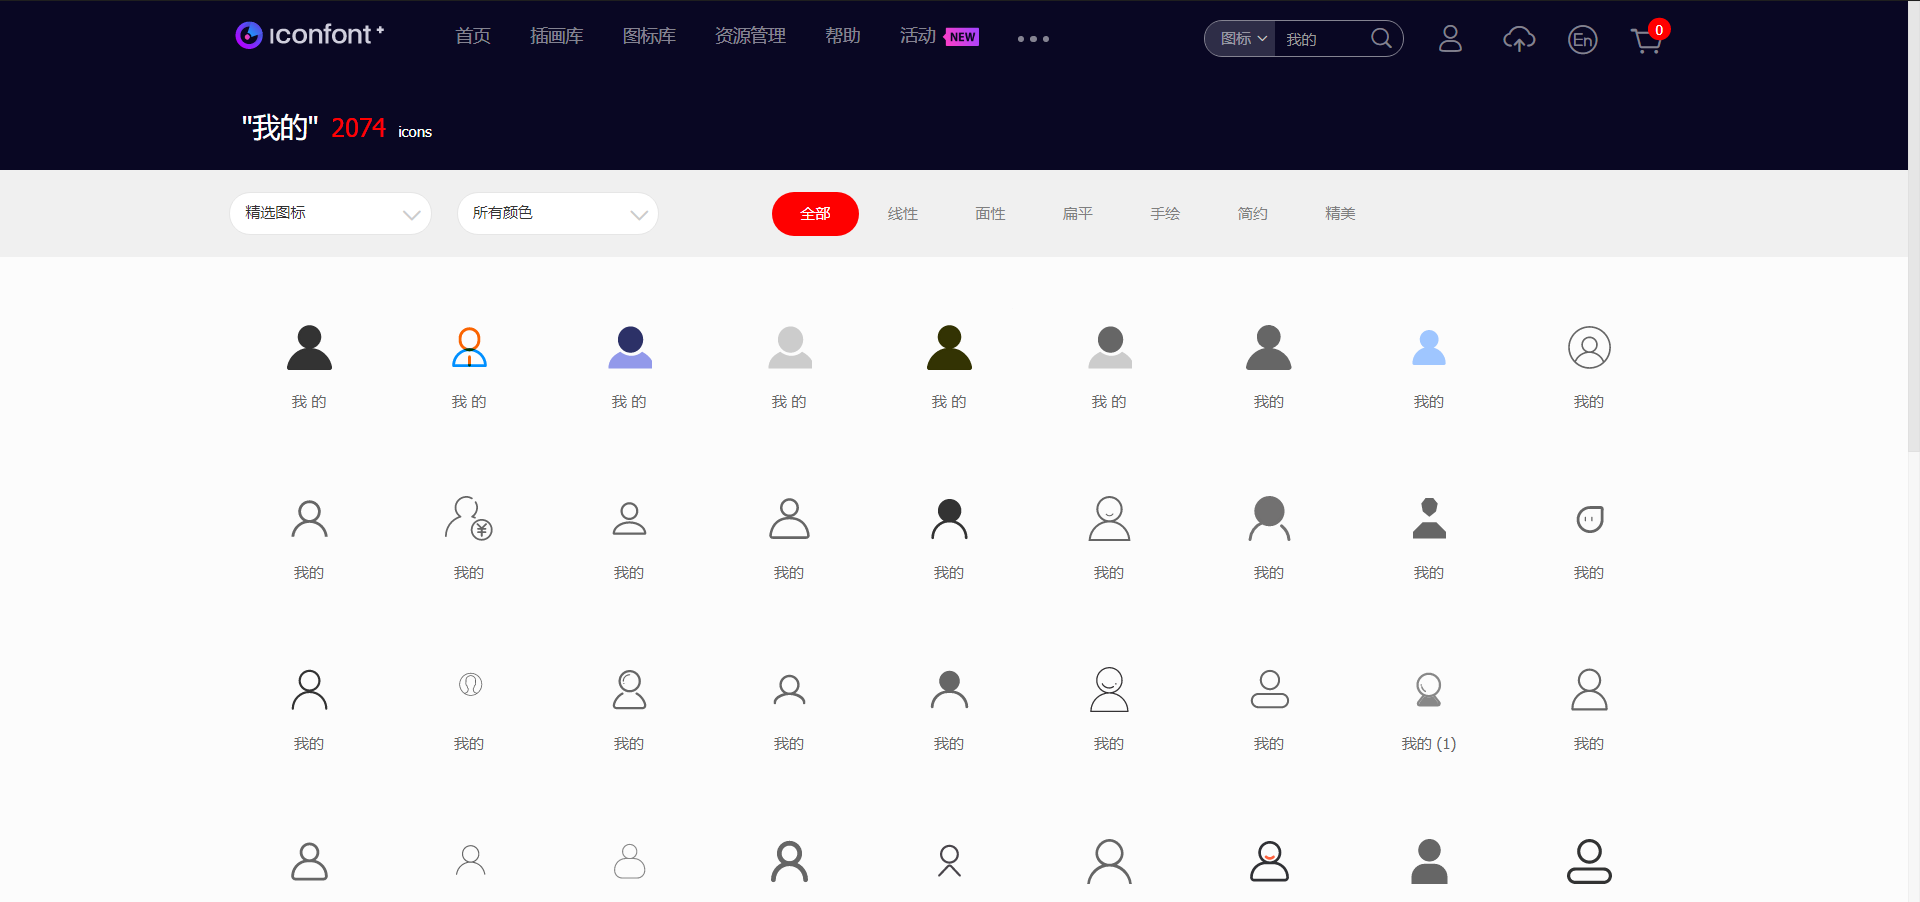 iconfont+ 首页 插画库 图标库 资源管理 帮助 活动 NEW 图标 我的 En 0
"我的" 2074 icons
精选图标 所有颜色 全部 线性 面性 扁平 手绘 简约 精美
我 的 我 的 我 的 我 的 我 的 我 的 我的 我的 我的
¥
我的 我的 我的 我的 我的 我的 我的 我的 我的
我的 我的 我的 我的 我的 我的 我的 我的 (1) 我的